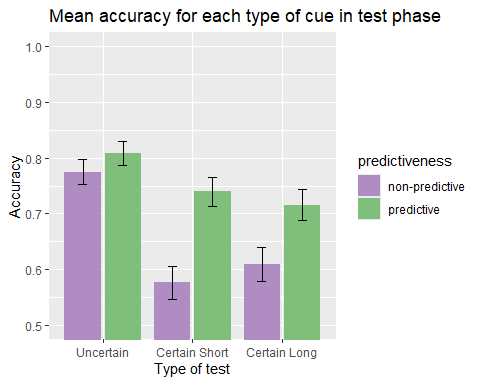 Mean accuracy for each type of cue in test phase
1.0
0.9
0.8
0.7
0.6
0.5
Accuracy
Uncertain Certain Short Certain Long
Type of test
predictiveness
non-predictive
predictive